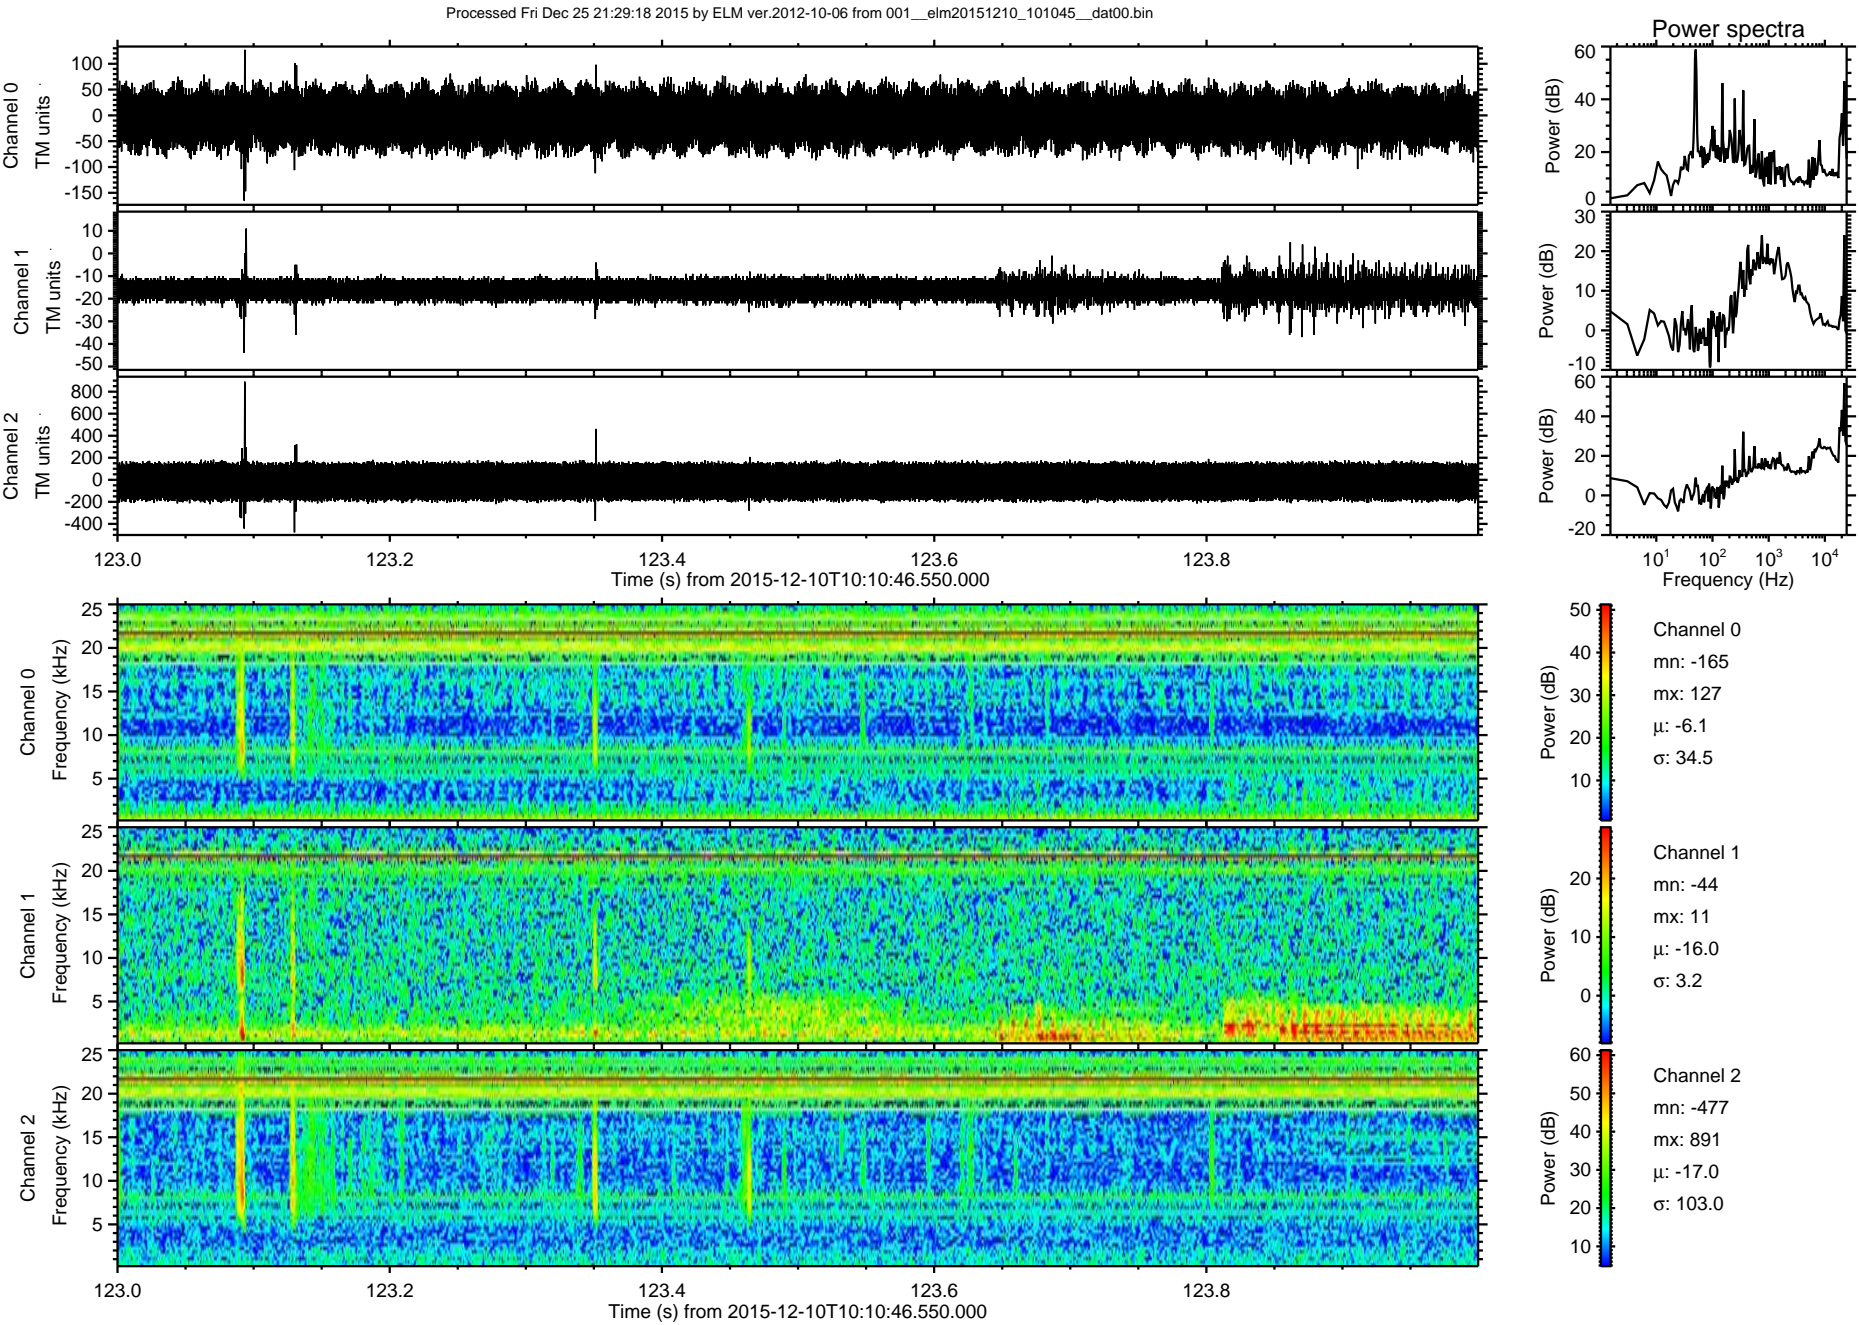 Processed Fri Dec 25 21:29:18 2015 by ELM ver.2012-10-06 from 001__elm20151210_101045__dat00.bin
Power spectra
Channel 0
TM units
100
50
0
-50
-100
-150
Power (dB)
60
40
20
0
Channel 1
TM units
10
0
-10
-20
-30
-40
-50
Power (dB)
30
20
10
0
-10
Channel 2
TM units
800
600
400
200
0
-200
-400
Power (dB)
60
40
20
0
-20
123.0 123.2 123.4 123.6 123.8
Time (s) from 2015-12-10T10:10:46.550.000
10¹ 10² 10³ 10⁴
Frequency (Hz)
Channel 0
Frequency (kHz)
25
20
15
10
5
Power (dB)
50
40
30
20
10
Channel 0
mn: -165
mx: 127
μ: -6.1
σ: 34.5
Channel 1
Frequency (kHz)
25
20
15
10
5
Power (dB)
20
10
0
Channel 1
mn: -44
mx: 11
μ: -16.0
σ: 3.2
Channel 2
Frequency (kHz)
25
20
15
10
5
Power (dB)
60
50
40
30
20
10
Channel 2
mn: -477
mx: 891
μ: -17.0
σ: 103.0
123.0 123.2 123.4 123.6 123.8
Time (s) from 2015-12-10T10:10:46.550.000